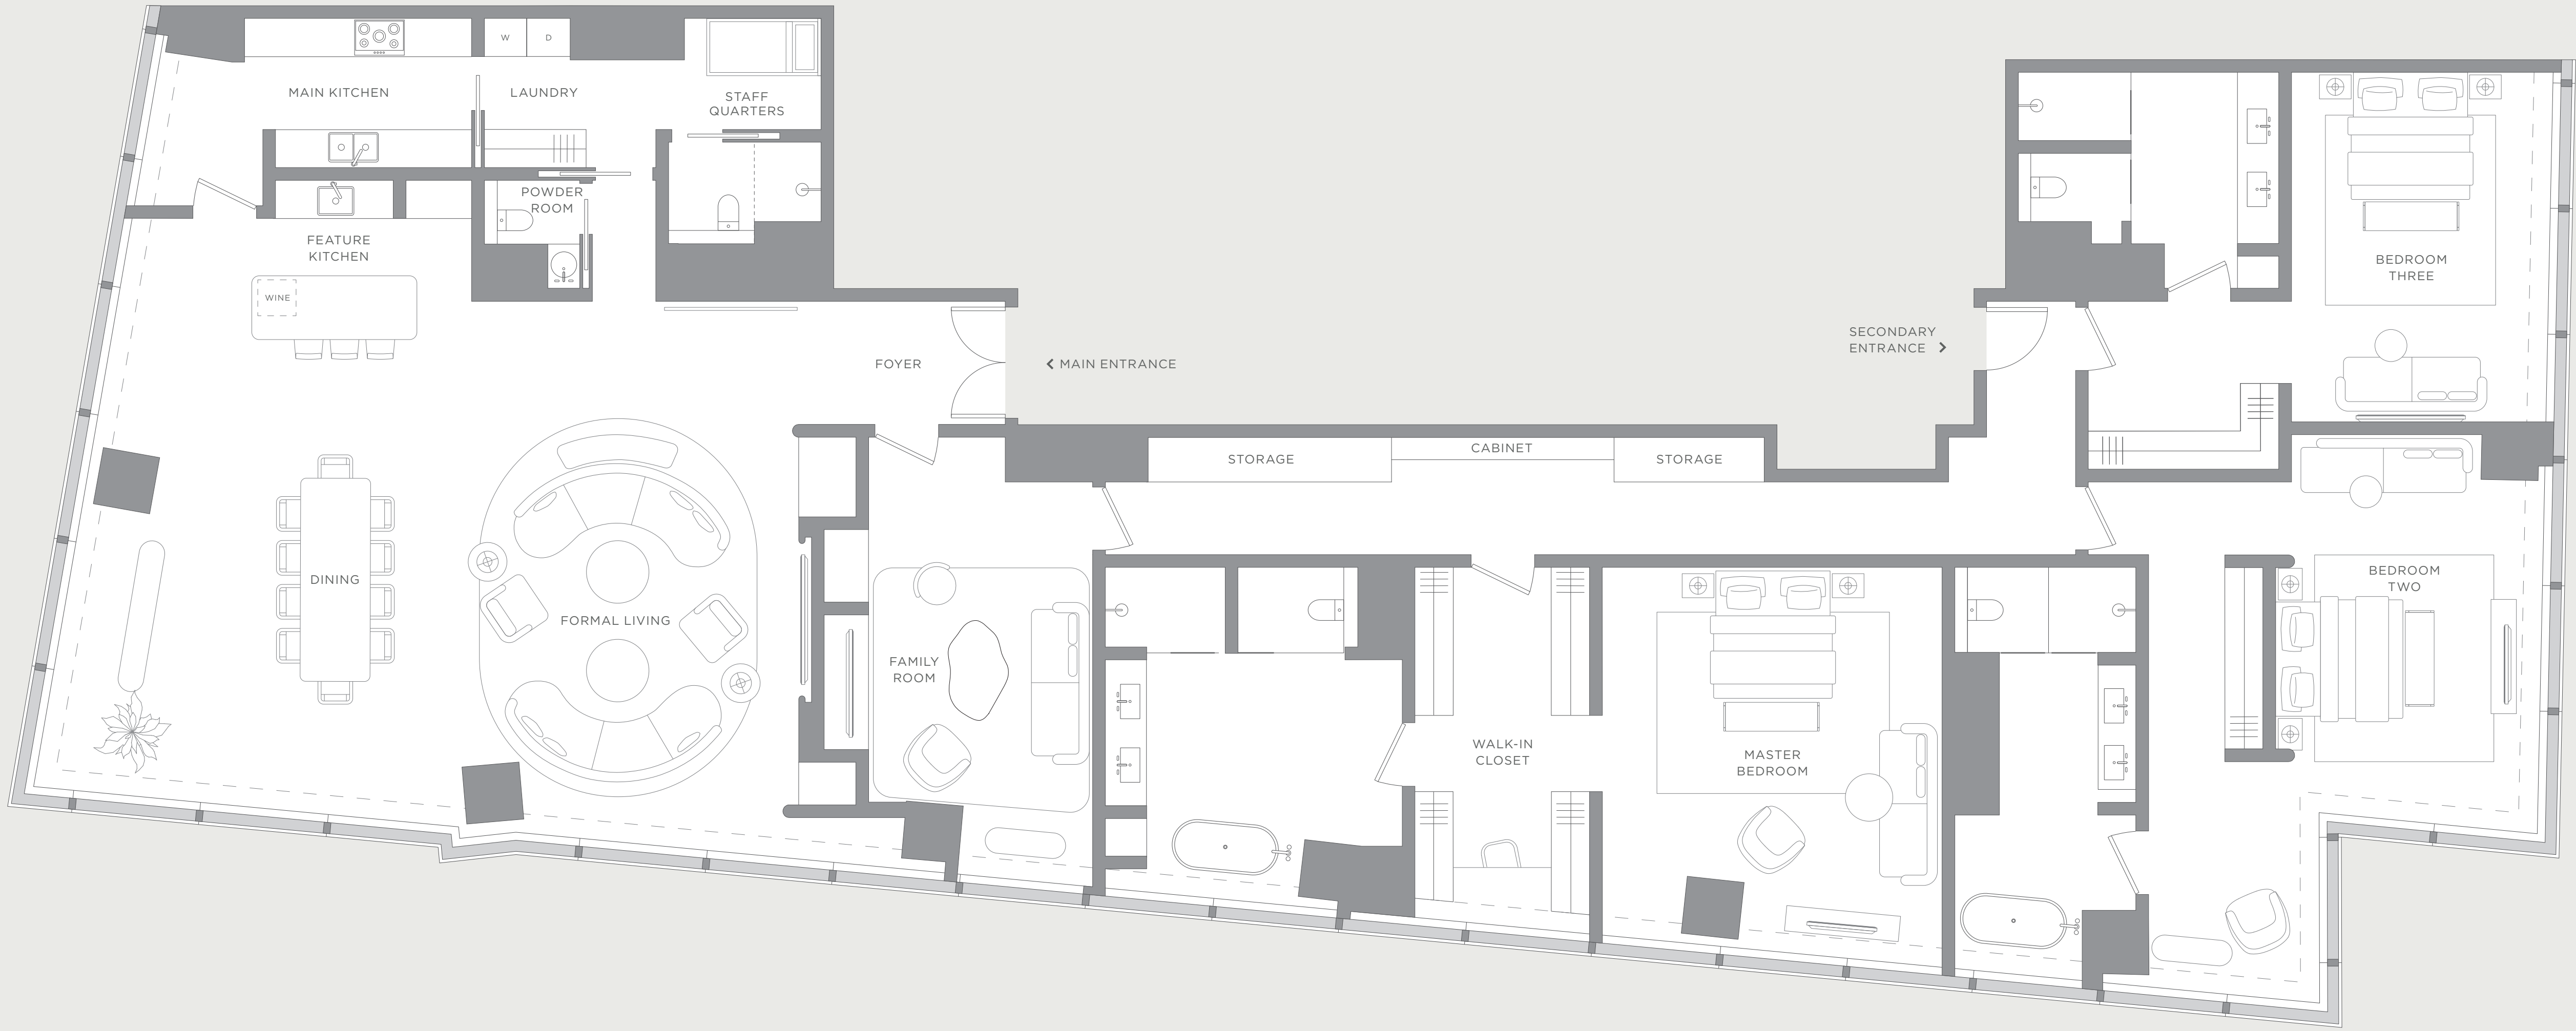 W
D
MAIN KITCHEN
LAUNDRY
STAFF
QUARTERS
POWDER
ROOM
FEATURE
KITCHEN
WINE
BEDROOM
THREE
SECONDARY
ENTRANCE >
FOYER
< MAIN ENTRANCE
STORAGE
CABINET
STORAGE
DINING
FORMAL LIVING
BEDROOM
TWO
FAMILY
ROOM
WALK-IN
CLOSET
MASTER
BEDROOM